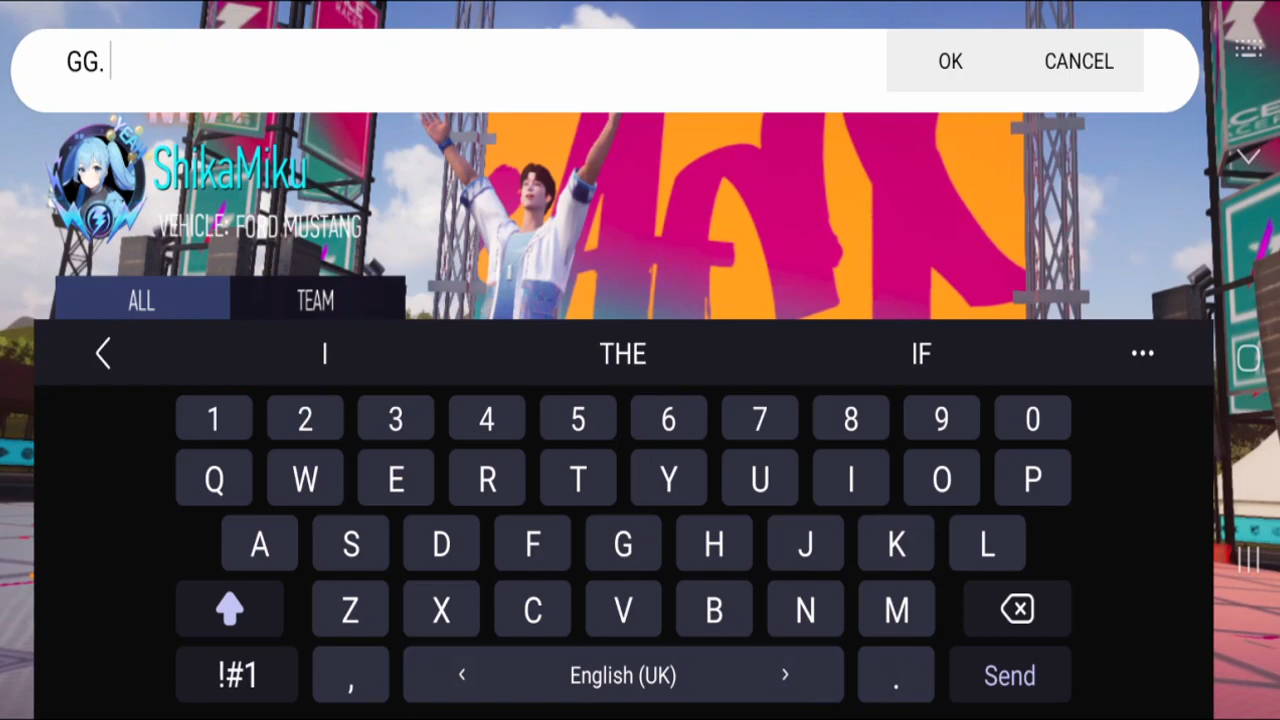 GG.
OK
CANCEL
ShikaMiku
VEHICLE: FORD MUSTANG
ALL
TEAM
I
THE
IF
1 2 3 4 5 6 7 8 9 0
Q W E R T Y U I O P
A S D F G H J K L
Z X C V B N M
!#1 , < English (UK) > . Send